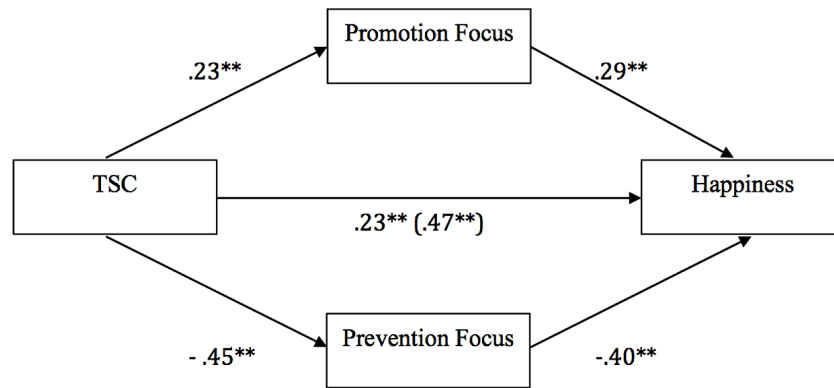 Promotion Focus
.23**
.29**
TSC
Happiness
.23** (.47**)
Prevention Focus
- .45**
-.40**